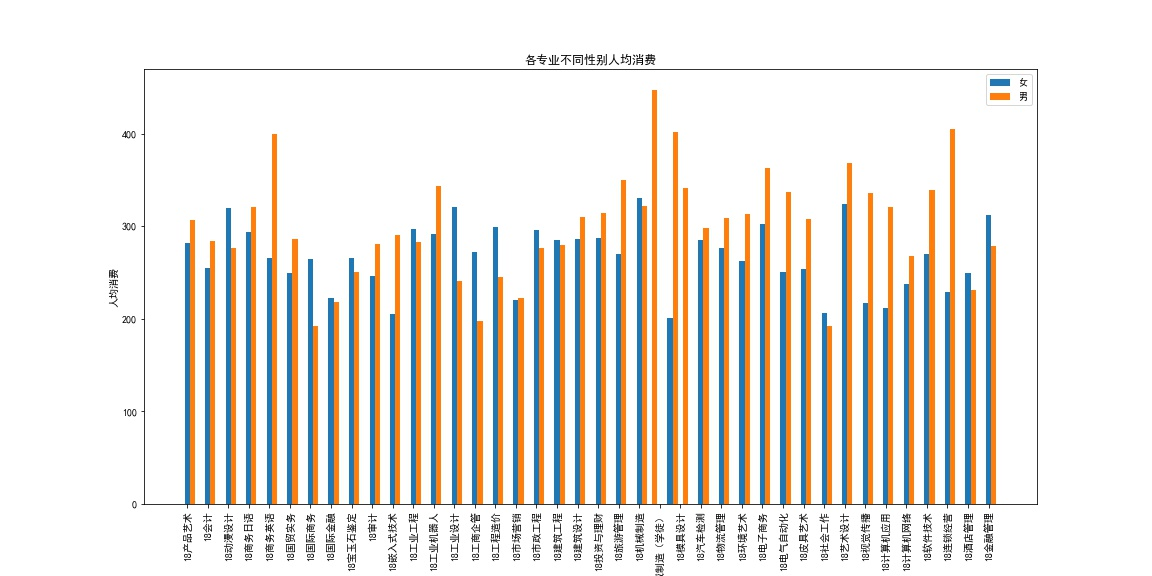 各专业不同性别人均消费
女
男
人均消费
400
300
200
100
0
18产品艺术
18会计
18动漫设计
18商务日语
18商务英语
18国贸实务
18国际商务
18国际金融
18宝玉石鉴定
18审计
18嵌入式技术
18工业工程
18工业机器人
18工业设计
18工商企管
18工程造价
18市场营销
18市政工程
18建筑工程
18建筑设计
18投资与理财
18旅游管理
18机械制造
制造（学徒）
18模具设计
18汽车检测
18物流管理
18环境艺术
18电子商务
18电气自动化
18皮具艺术
18社会工作
18艺术设计
18视觉传播
18计算机应用
18计算机网络
18软件技术
18连锁经营
18酒店管理
18金融管理